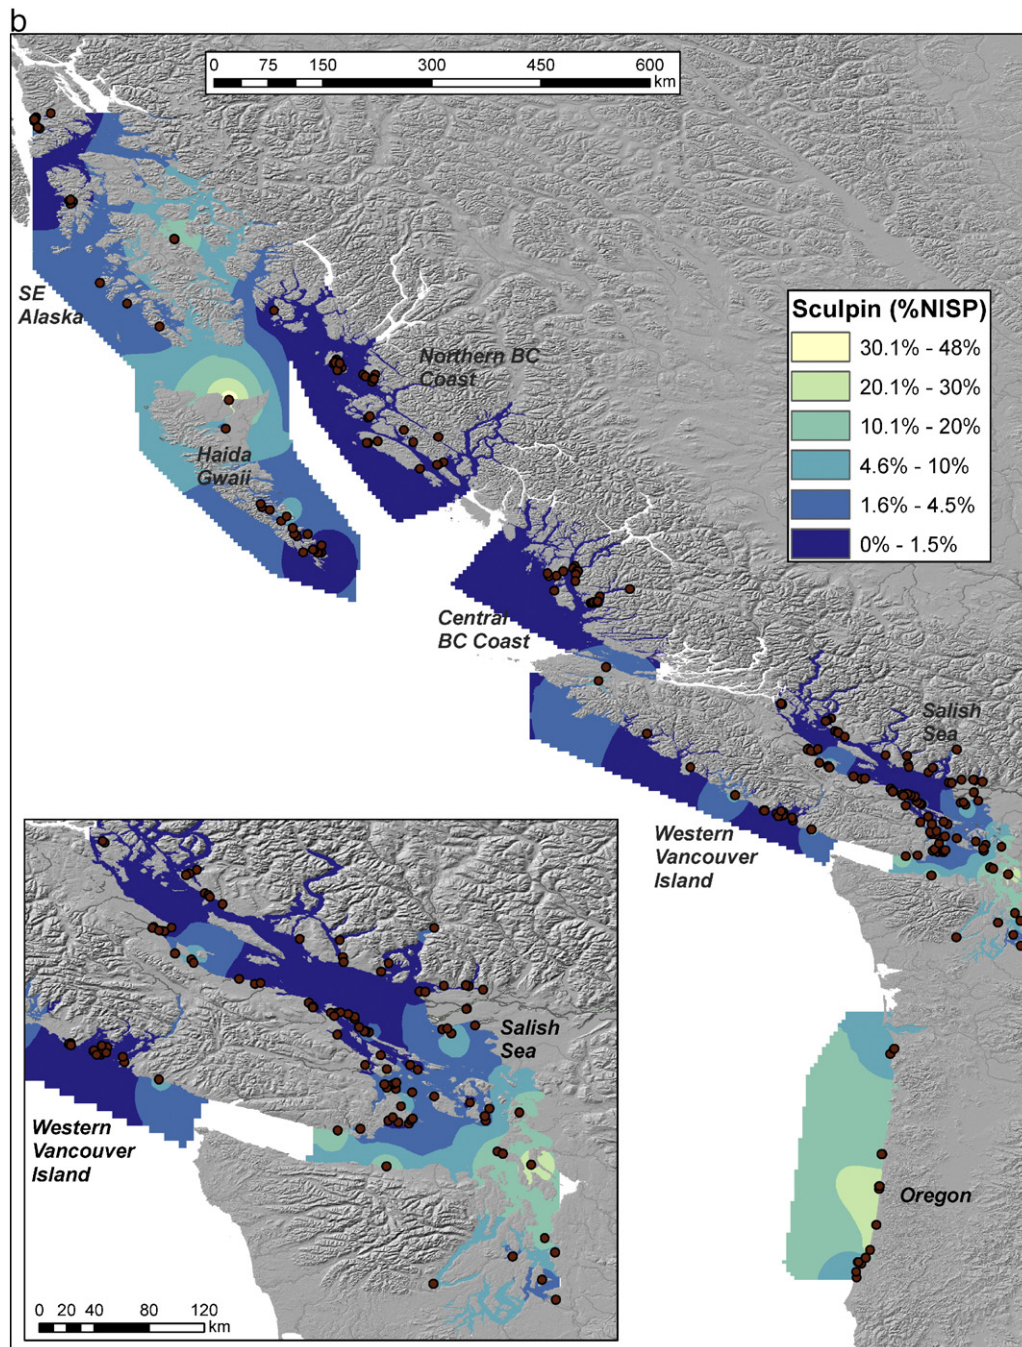 b
0 75 150 300 450 600
km
SE
Alaska
Northern BC
Coast
Haida
Gwaii
Sculpin (%NISP)
30.1% - 48%
20.1% - 30%
10.1% - 20%
4.6% - 10%
1.6% - 4.5%
0% - 1.5%
Central
BC Coast
Salish
Sea
Western
Vancouver
Island
Oregon
Salish
Sea
Western
Vancouver
Island
0 20 40 80 120
km